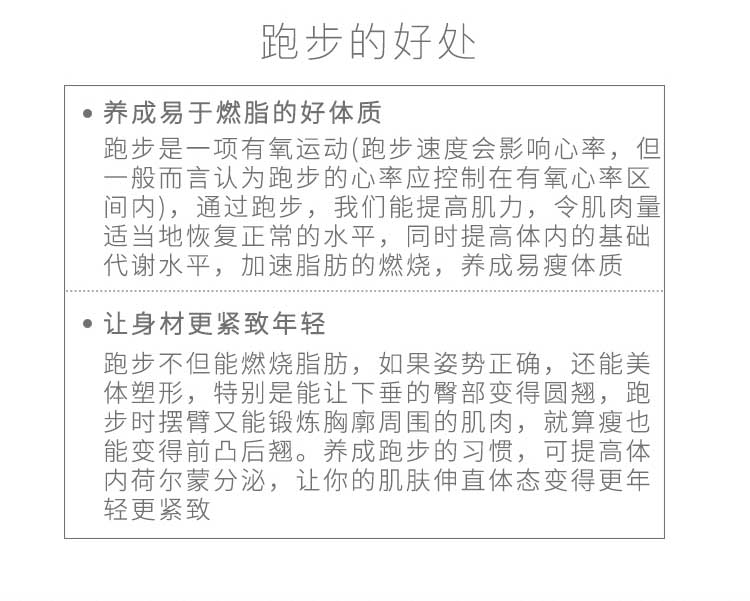 跑步的好处
• 养成易于燃脂的好体质
跑步是一项有氧运动(跑步速度会影响心率，但
一般而言认为跑步的心率应控制在有氧心率区
间内)，通过跑步，我们能提高肌力，令肌肉量
适当地恢复正常的水平，同时提高体内的基础
代谢水平，加速脂肪的燃烧，养成易瘦体质
• 让身材更紧致年轻
跑步不但能燃烧脂肪，如果姿势正确，还能美
体塑形，特别是能让下垂的臀部变得圆翘，跑
步时摆臂又能锻炼胸廓周围的肌肉，就算瘦也
能变得前凸后翘。养成跑步的习惯，可提高体
内荷尔蒙分泌，让你的肌肤伸直体态变得更年
轻更紧致